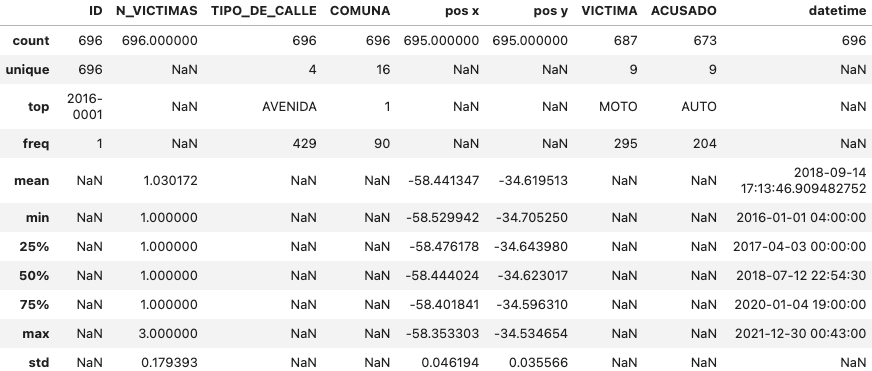 ID N_VICTIMAS TIPO_DE_CALLE COMUNA pos x pos y VICTIMA ACUSADO datetime
count 696 696.000000 696 696 695.000000 695.000000 687 673 696
unique 696 NaN 4 16 NaN NaN 9 9 NaN
top 2016-0001 NaN AVENIDA 1 NaN NaN MOTO AUTO NaN
freq 1 NaN 429 90 NaN NaN 295 204 NaN
mean NaN 1.030172 NaN NaN -58.441347 -34.619513 NaN NaN 2018-09-14 17:13:46.909482752
min NaN 1.000000 NaN NaN -58.529942 -34.705250 NaN NaN 2016-01-01 04:00:00
25% NaN 1.000000 NaN NaN -58.476178 -34.643980 NaN NaN 2017-04-03 00:00:00
50% NaN 1.000000 NaN NaN -58.444024 -34.623017 NaN NaN 2018-07-12 22:54:30
75% NaN 1.000000 NaN NaN -58.401841 -34.596310 NaN NaN 2020-01-04 19:00:00
max NaN 3.000000 NaN NaN -58.353303 -34.534654 NaN NaN 2021-12-30 00:43:00
std NaN 0.179393 NaN NaN 0.046194 0.035566 NaN NaN NaN